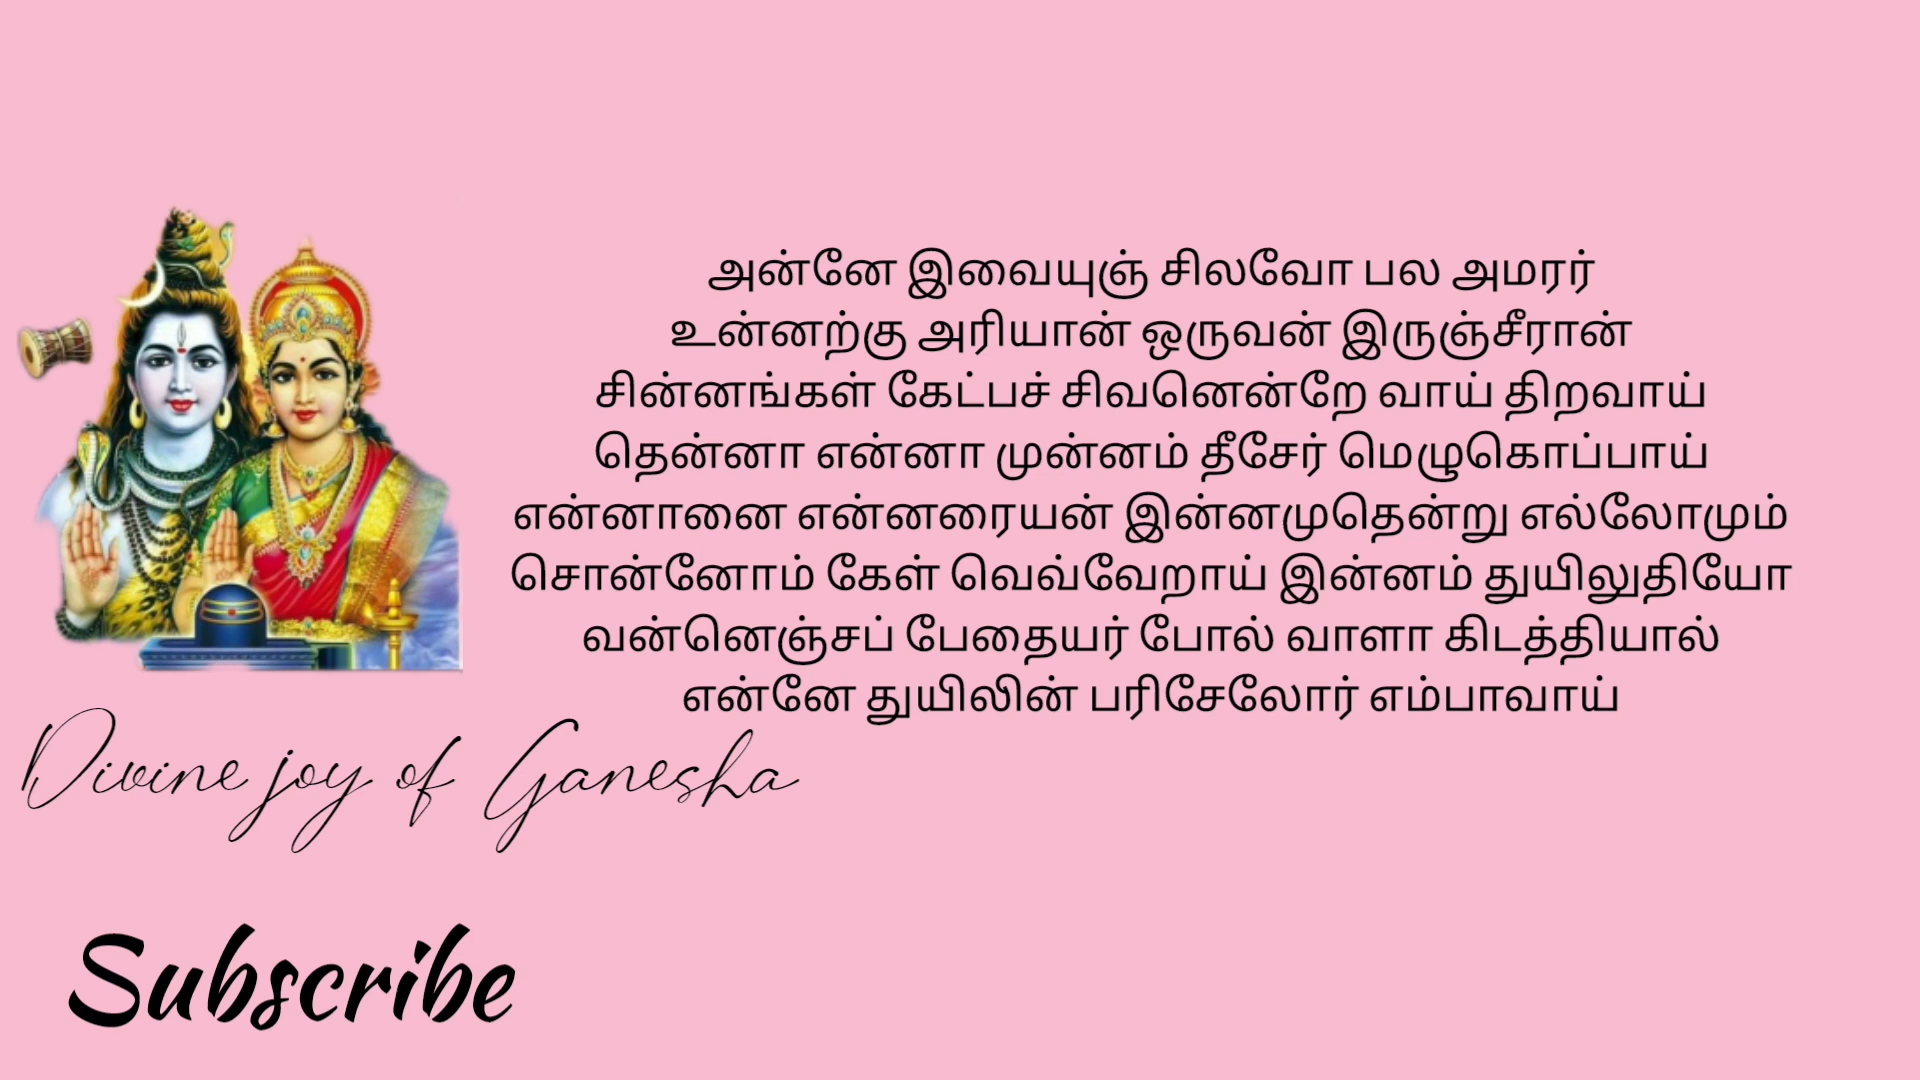 அன்னே இவையுஞ் சிலவோ பல அமரர்
உன்னற்கு அரியான் ஒருவன் இருஞ்சீரான்
சின்னங்கள் கேட்பச் சிவனென்றே வாய் திறவாய்
தென்னா என்னா முன்னம் தீசேர் மெழுகொப்பாய்
என்னானை என்னரையன் இன்னமுதென்று எல்லோமும்
சொன்னோம் கேள் வெவ்வேறாய் இன்னம் துயிலுதியோ
வன்னெஞ்சப் பேதையர் போல் வாளா கிடத்தியால்
என்னே துயிலின் பரிசேலோர் எம்பாவாய்
Divine joy of Ganesha
Subscribe